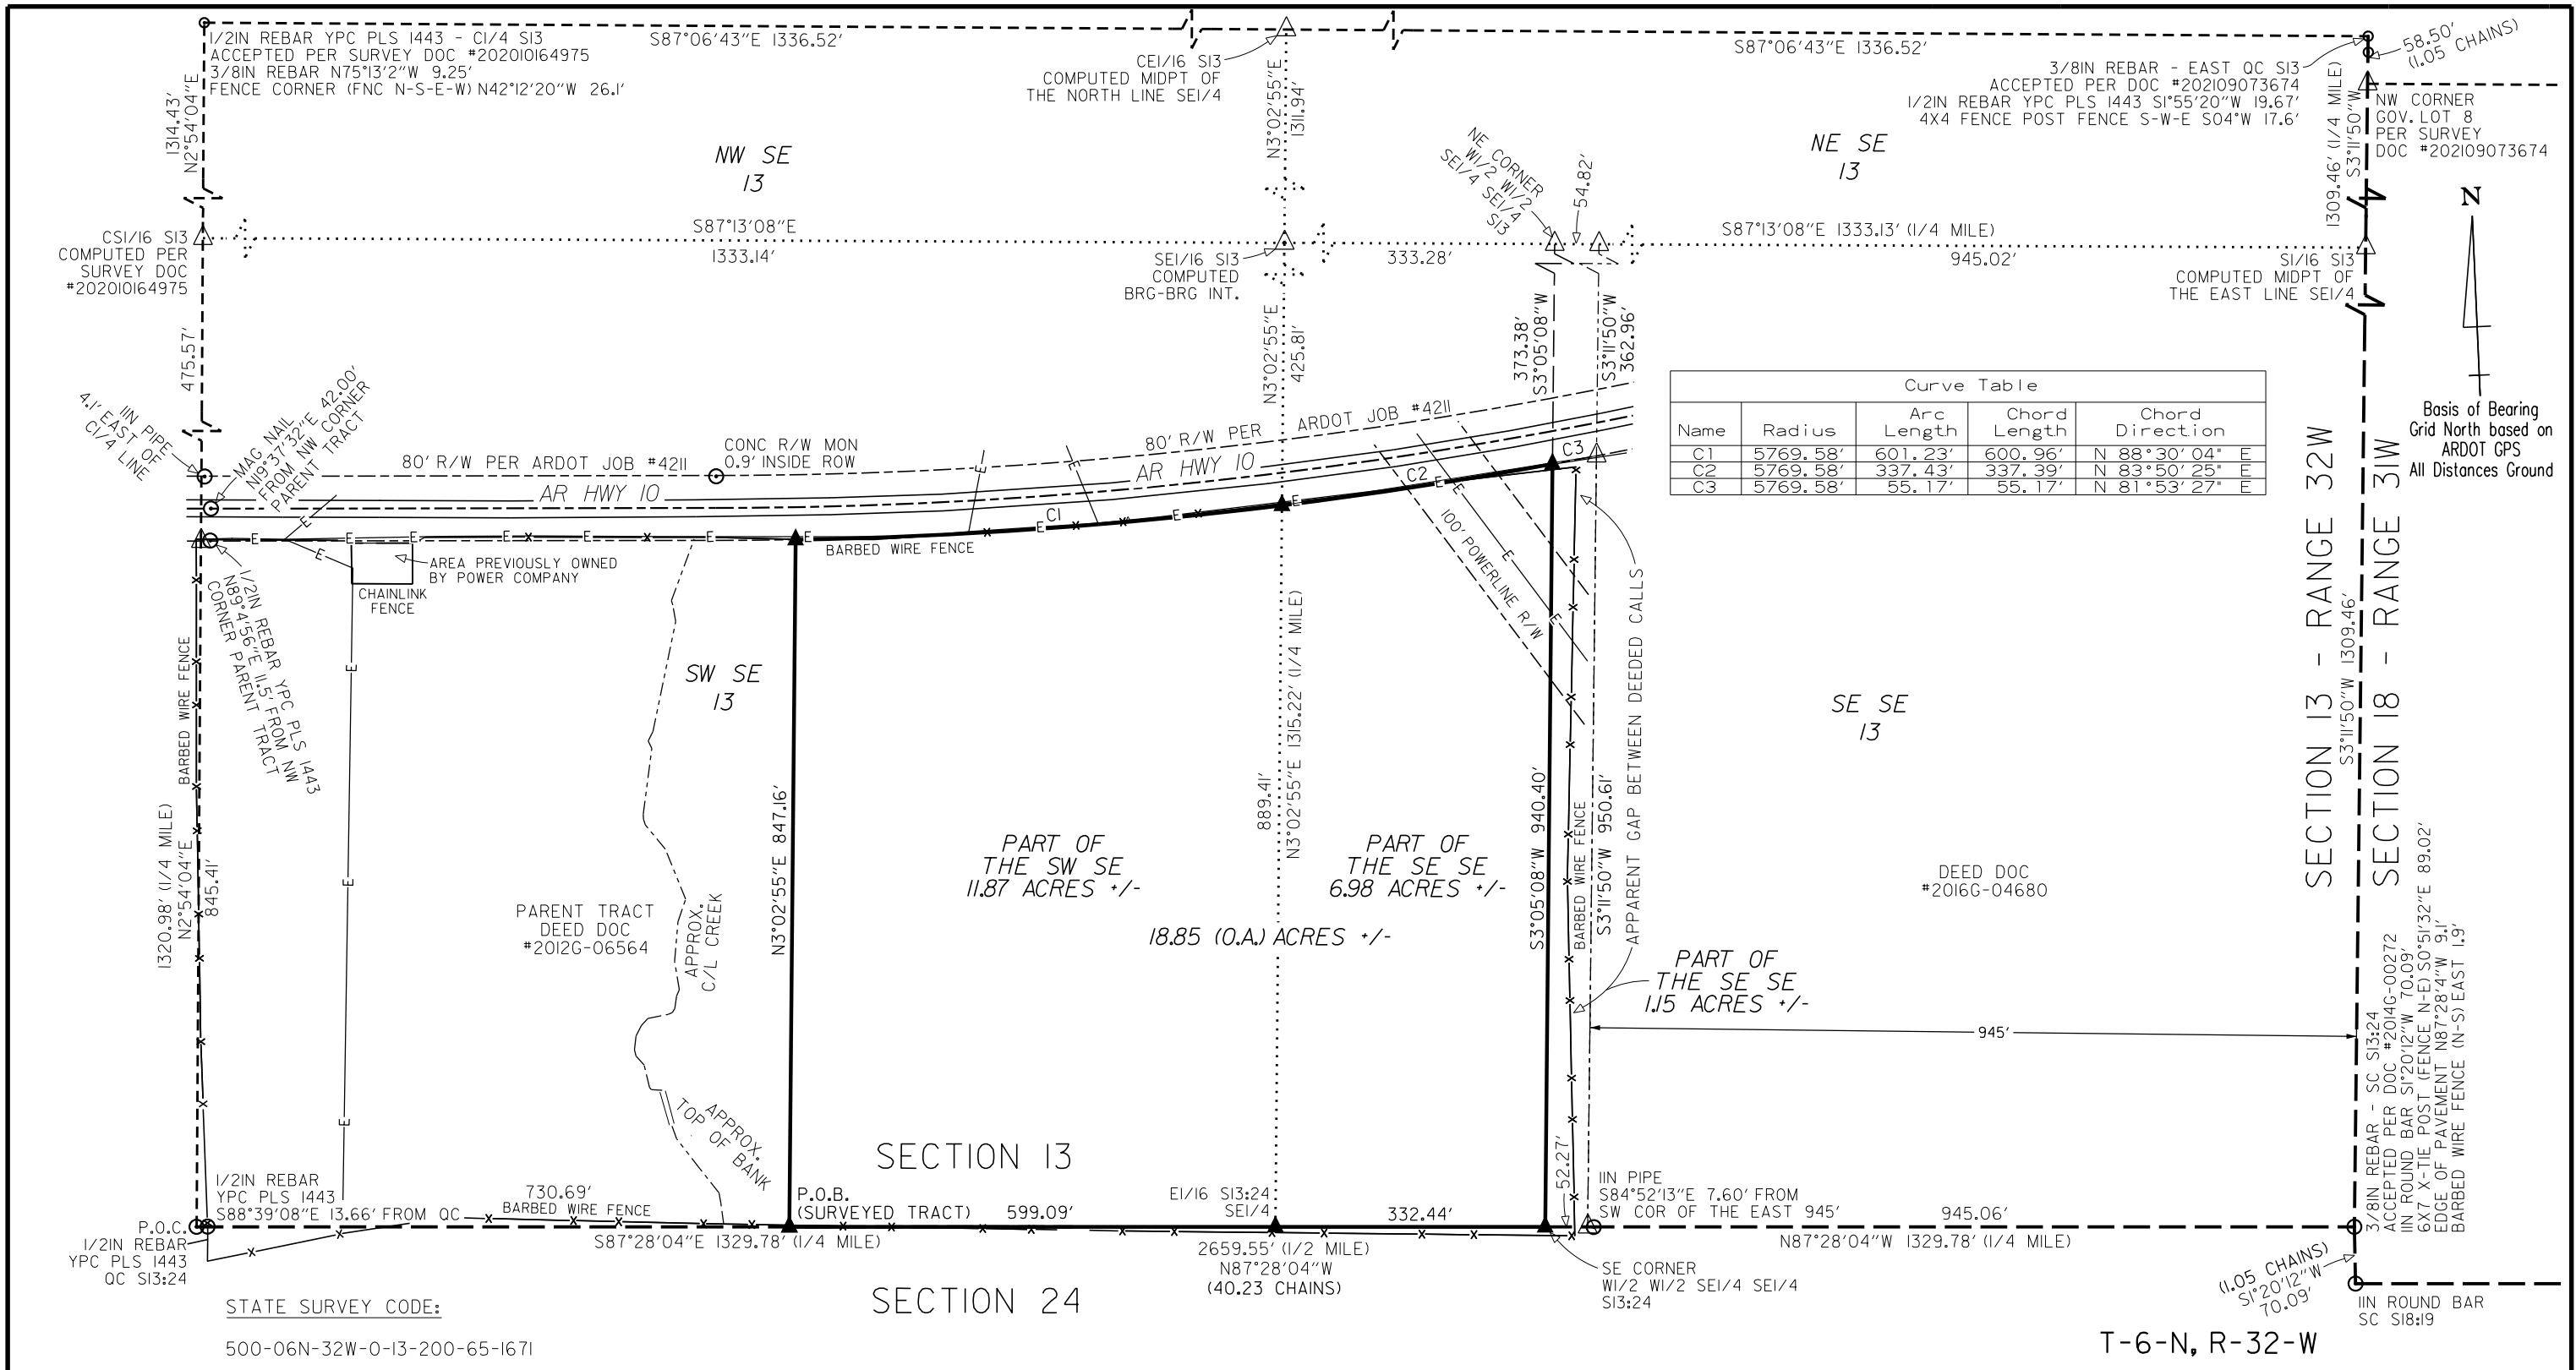 1/2IN REBAR YPC PLS 1443 - C1/4 S13
ACCEPTED PER SURVEY DOC #202010164975
3/8IN REBAR N75°13'2"W 9.25'
FENCE CORNER (FNC N-S-E-W) N42°12'20"W 26.1'
S87°06'43"E 1336.52'
CE1/16 S13
COMPUTED MIDPT OF
THE NORTH LINE SE1/4
S87°06'43"E 1336.52'
58.50'
(1.05 CHAINS)
3/8IN REBAR - EAST QC S13
ACCEPTED PER DOC #202109073674
1/2IN REBAR YPC PLS 1443 S1°55'20"W 19.67'
4X4 FENCE POST FENCE S-W-E S04°W 17.6'
NW CORNER
GOV. LOT 8
PER SURVEY
DOC #202109073674
1314.43'
N2°54'04"E
N3°02'55"E
1311.94'
1309.46' (1/4 MILE)
S3°11'50"W
NW SE
13
NE SE
13
NE CORNER
W1/2 W1/2
SE1/4 SE1/4
S13
54.82'
N
CS1/16 S13
COMPUTED PER
SURVEY DOC
#202010164975
S87°13'08"E
1333.14'
SE1/16 S13
COMPUTED
BRG-BRG INT.
333.28'
S87°13'08"E 1333.13' (1/4 MILE)
945.02'
S1/16 S13
COMPUTED MIDPT OF
THE EAST LINE SE1/4
475.57'
N3°02'55"E
425.81'
373.38'
S3°05'08"W
S3°11'50"W
362.96'
Curve Table
Name Radius Arc Length Chord Length Chord Direction
C1 5769.58' 601.23' 600.96' N 88°30'04" E
C2 5769.58' 337.43' 337.39' N 83°50'25" E
C3 5769.58' 55.17' 55.17' N 81°53'27" E
Basis of Bearing
Grid North based on
ARDOT GPS
All Distances Ground
1IN PIPE
4.1' EAST OF
C1/4 LINE
MAG NAIL
N19°37'32"E 42.00'
FROM NW CORNER
PARENT TRACT
80' R/W PER ARDOT JOB #4211
CONC R/W MON
0.9' INSIDE ROW
80' R/W PER ARDOT JOB #4211
AR HWY 10
AR HWY 10
C1
C2
C3
BARBED WIRE FENCE
AREA PREVIOUSLY OWNED
BY POWER COMPANY
CHAINLINK
FENCE
100' POWERLINE R/W
1/2IN REBAR YPC PLS 1443
N89°4'56"E 11.5' FROM NW
CORNER PARENT TRACT
BARBED WIRE FENCE
SW SE
13
SE SE
13
SECTION 13 - RANGE 32W
S3°11'50"W 1309.46'
SECTION 18 - RANGE 31W
1320.98' (1/4 MILE)
N2°54'04"E
845.41'
N3°02'55"E 847.16'
889.41'
N3°02'55"E 1315.22' (1/4 MILE)
S3°05'08"W 940.40'
BARBED WIRE FENCE
S3°11'50"W 950.61'
APPARENT GAP BETWEEN DEEDED CALLS
PART OF
THE SW SE
11.87 ACRES +/-
PART OF
THE SE SE
6.98 ACRES +/-
18.85 (O.A.) ACRES +/-
PARENT TRACT
DEED DOC
#2012G-06564
APPROX.
C/L CREEK
DEED DOC
#2016G-04680
PART OF
THE SE SE
1.15 ACRES +/-
945'
APPROX.
TOP OF BANK
SECTION 13
52.27'
1/2IN REBAR
YPC PLS 1443
S88°39'08"E 13.66' FROM QC
P.O.C.
1/2IN REBAR
YPC PLS 1443
QC S13:24
730.69'
BARBED WIRE FENCE
S87°28'04"E 1329.78' (1/4 MILE)
P.O.B.
(SURVEYED TRACT)
599.09'
E1/16 S13:24
SE1/4
332.44'
2659.55' (1/2 MILE)
N87°28'04"W
(40.23 CHAINS)
1IN PIPE
S84°52'13"E 7.60' FROM
SW COR OF THE EAST 945'
945.06'
N87°28'04"W 1329.78' (1/4 MILE)
SE CORNER
W1/2 W1/2 SE1/4 SE1/4
S13:24
3/8IN REBAR - SC S13:24
ACCEPTED PER DOC #2014G-00272
1IN ROUND BAR S1°20'12"W 70.09'
6X7 X-TIE POST (FENCE N-E) S0°51'32"E 89.02'
EDGE OF PAVEMENT N87°28'4"W 9.1'
BARBED WIRE FENCE (N-S) EAST 1.9'
(1.05 CHAINS)
S1°20'12"W
70.09'
1IN ROUND BAR
SC S18:19
SECTION 24
STATE SURVEY CODE:
500-06N-32W-0-13-200-65-1671
T-6-N, R-32-W